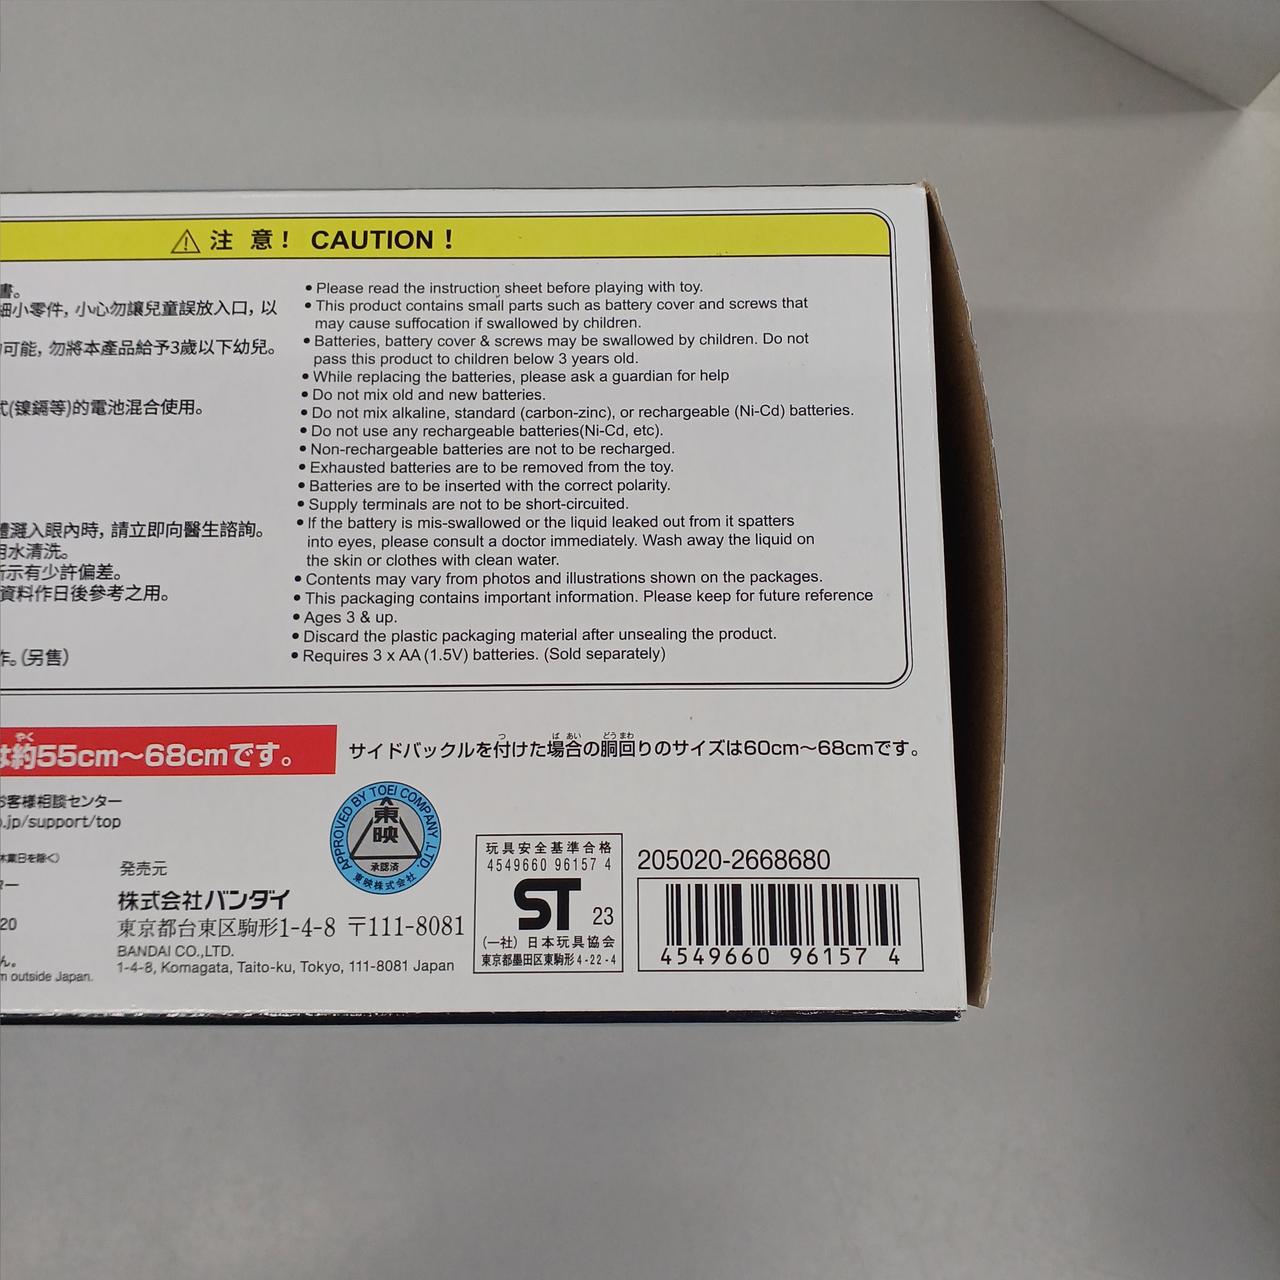 注 意！ CAUTION！
書。
細小零件，小心勿讓兒童誤放入口，以
可能，勿將本產品給予3歲以下幼兒。
式(鎳鎘等)的電池混合使用。
濺入眼內時，請立即向醫生諮詢。
用水清洗。
所示有少許偏差。
資料作日後參考之用。
作。(另售)
• Please read the instruction sheet before playing with toy.
• This product contains small parts such as battery cover and screws that
may cause suffocation if swallowed by children.
• Batteries, battery cover & screws may be swallowed by children. Do not
pass this product to children below 3 years old.
• While replacing the batteries, please ask a guardian for help
• Do not mix old and new batteries.
• Do not mix alkaline, standard (carbon-zinc), or rechargeable (Ni-Cd) batteries.
• Do not use any rechargeable batteries(Ni-Cd, etc).
• Non-rechargeable batteries are not to be recharged.
• Exhausted batteries are to be removed from the toy.
• Batteries are to be inserted with the correct polarity.
• Supply terminals are not to be short-circuited.
• If the battery is mis-swallowed or the liquid leaked out from it spatters
into eyes, please consult a doctor immediately. Wash away the liquid on
the skin or clothes with clean water.
• Contents may vary from photos and illustrations shown on the packages.
• This packaging contains important information. Please keep for future reference
• Ages 3 & up.
• Discard the plastic packaging material after unsealing the product.
• Requires 3 x AA (1.5V) batteries. (Sold separately)
は約55cm～68cmです。
サイドバックルを付けた場合の胴回りのサイズは60cm～68cmです。
お客様相談センター
.jp/support/top
休業日を除く)
ター
20
ん。
m outside Japan.
発売元
株式会社バンダイ
東京都台東区駒形1-4-8 〒111-8081
BANDAI CO.,LTD.
1-4-8, Komagata, Taito-ku, Tokyo, 111-8081 Japan
APPROVED BY TOEI COMPANY, LTD.
東映
承認済
東映株式会社
玩具安全基準合格
4549660 96157 4
ST 23
(一社) 日本玩具協会
東京都墨田区東駒形4-22-4
205020-2668680
4549660 96157 4